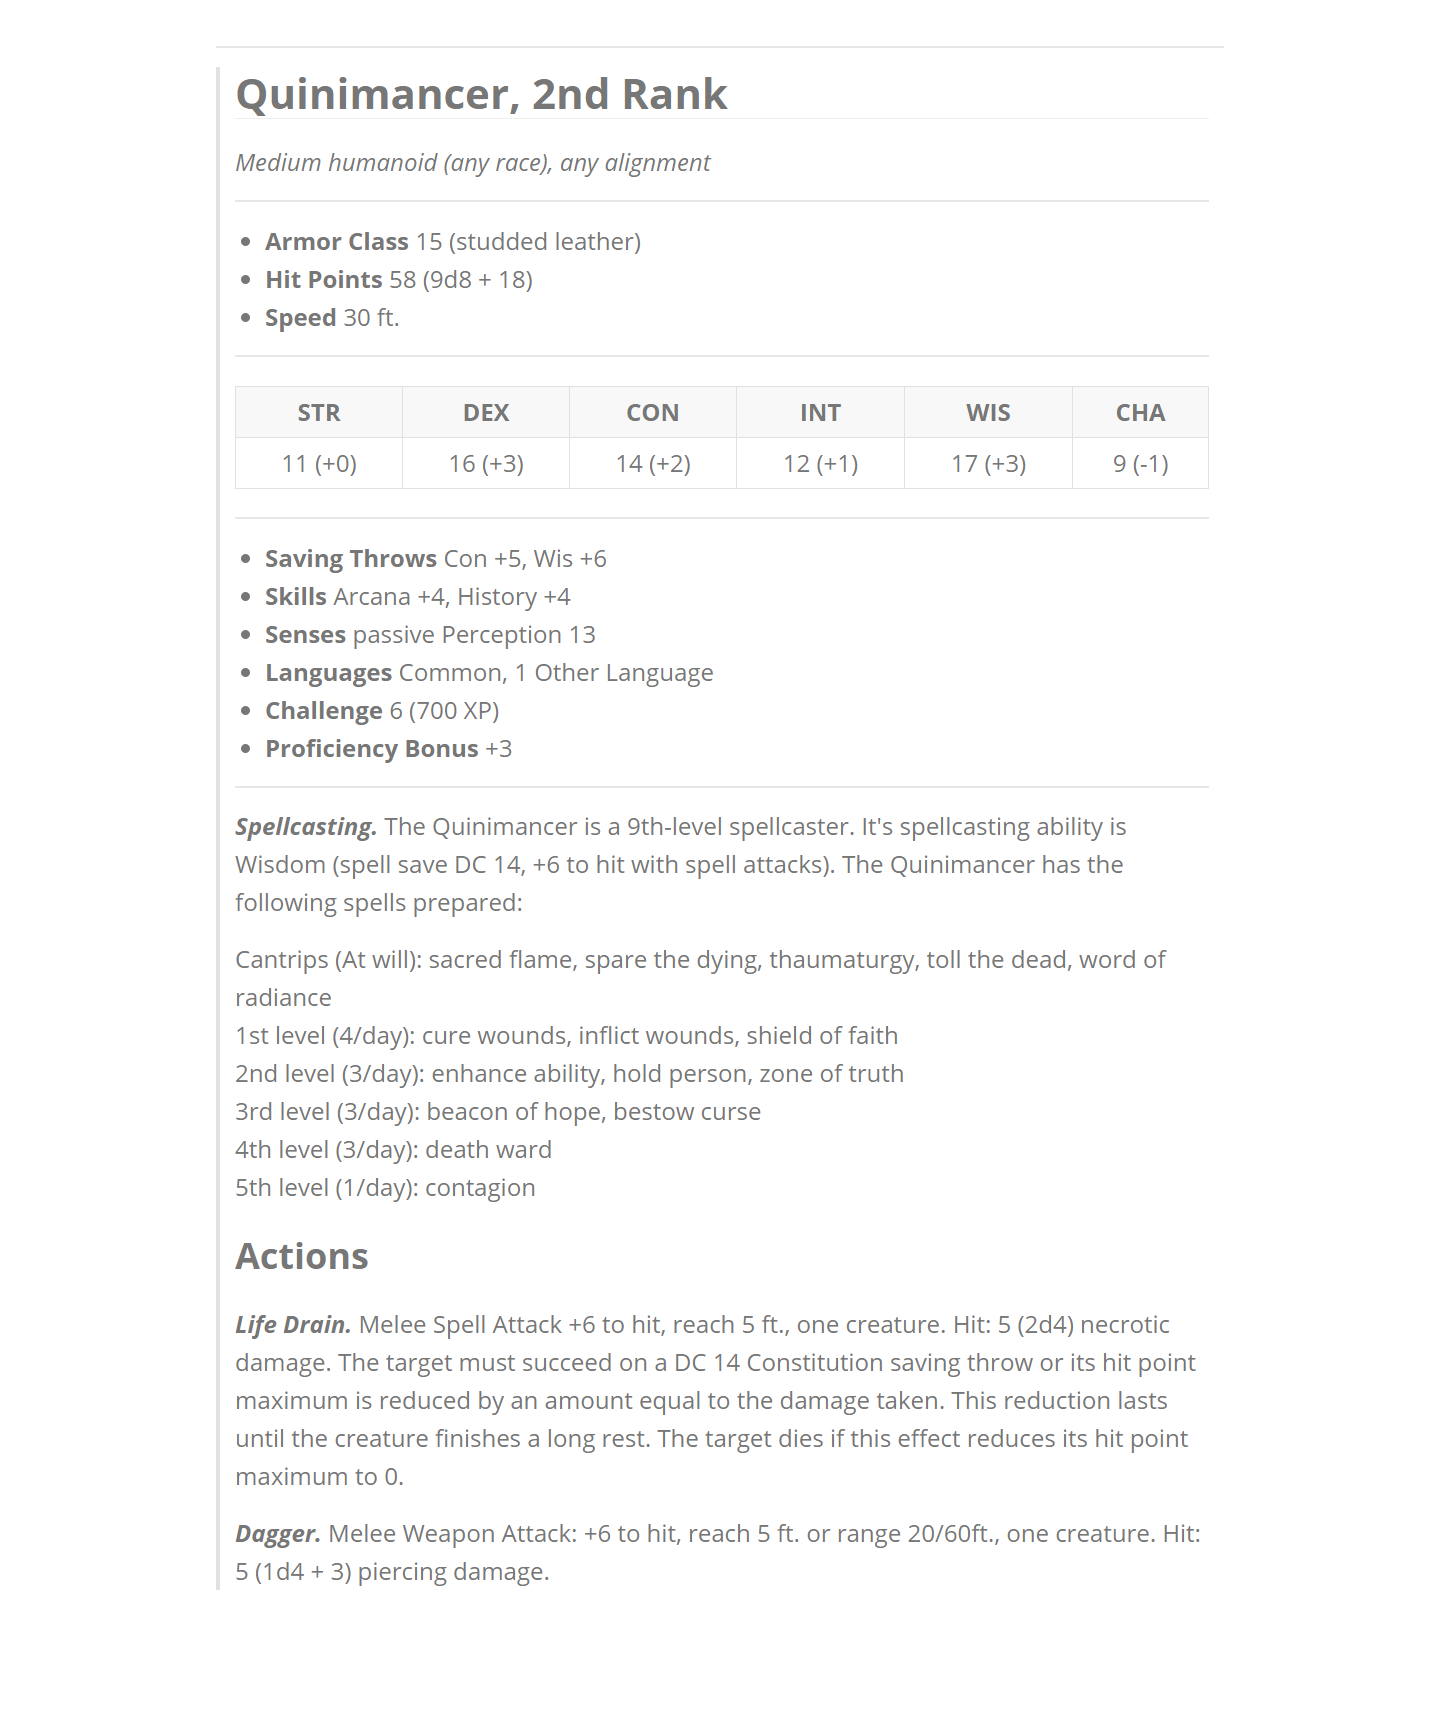 Quinimancer, 2nd Rank
Medium humanoid (any race), any alignment
Armor Class 15 (studded leather)
Hit Points 58 (9d8 + 18)
Speed 30 ft.
STR DEX CON INT WIS CHA
11 (+0) 16 (+3) 14 (+2) 12 (+1) 17 (+3) 9 (-1)
Saving Throws Con +5, Wis +6
Skills Arcana +4, History +4
Senses passive Perception 13
Languages Common, 1 Other Language
Challenge 6 (700 XP)
Proficiency Bonus +3
Spellcasting. The Quinimancer is a 9th-level spellcaster. It's spellcasting ability is
Wisdom (spell save DC 14, +6 to hit with spell attacks). The Quinimancer has the
following spells prepared:
Cantrips (At will): sacred flame, spare the dying, thaumaturgy, toll the dead, word of
radiance
1st level (4/day): cure wounds, inflict wounds, shield of faith
2nd level (3/day): enhance ability, hold person, zone of truth
3rd level (3/day): beacon of hope, bestow curse
4th level (3/day): death ward
5th level (1/day): contagion
Actions
Life Drain. Melee Spell Attack +6 to hit, reach 5 ft., one creature. Hit: 5 (2d4) necrotic
damage. The target must succeed on a DC 14 Constitution saving throw or its hit point
maximum is reduced by an amount equal to the damage taken. This reduction lasts
until the creature finishes a long rest. The target dies if this effect reduces its hit point
maximum to 0.
Dagger. Melee Weapon Attack: +6 to hit, reach 5 ft. or range 20/60ft., one creature. Hit:
5 (1d4 + 3) piercing damage.